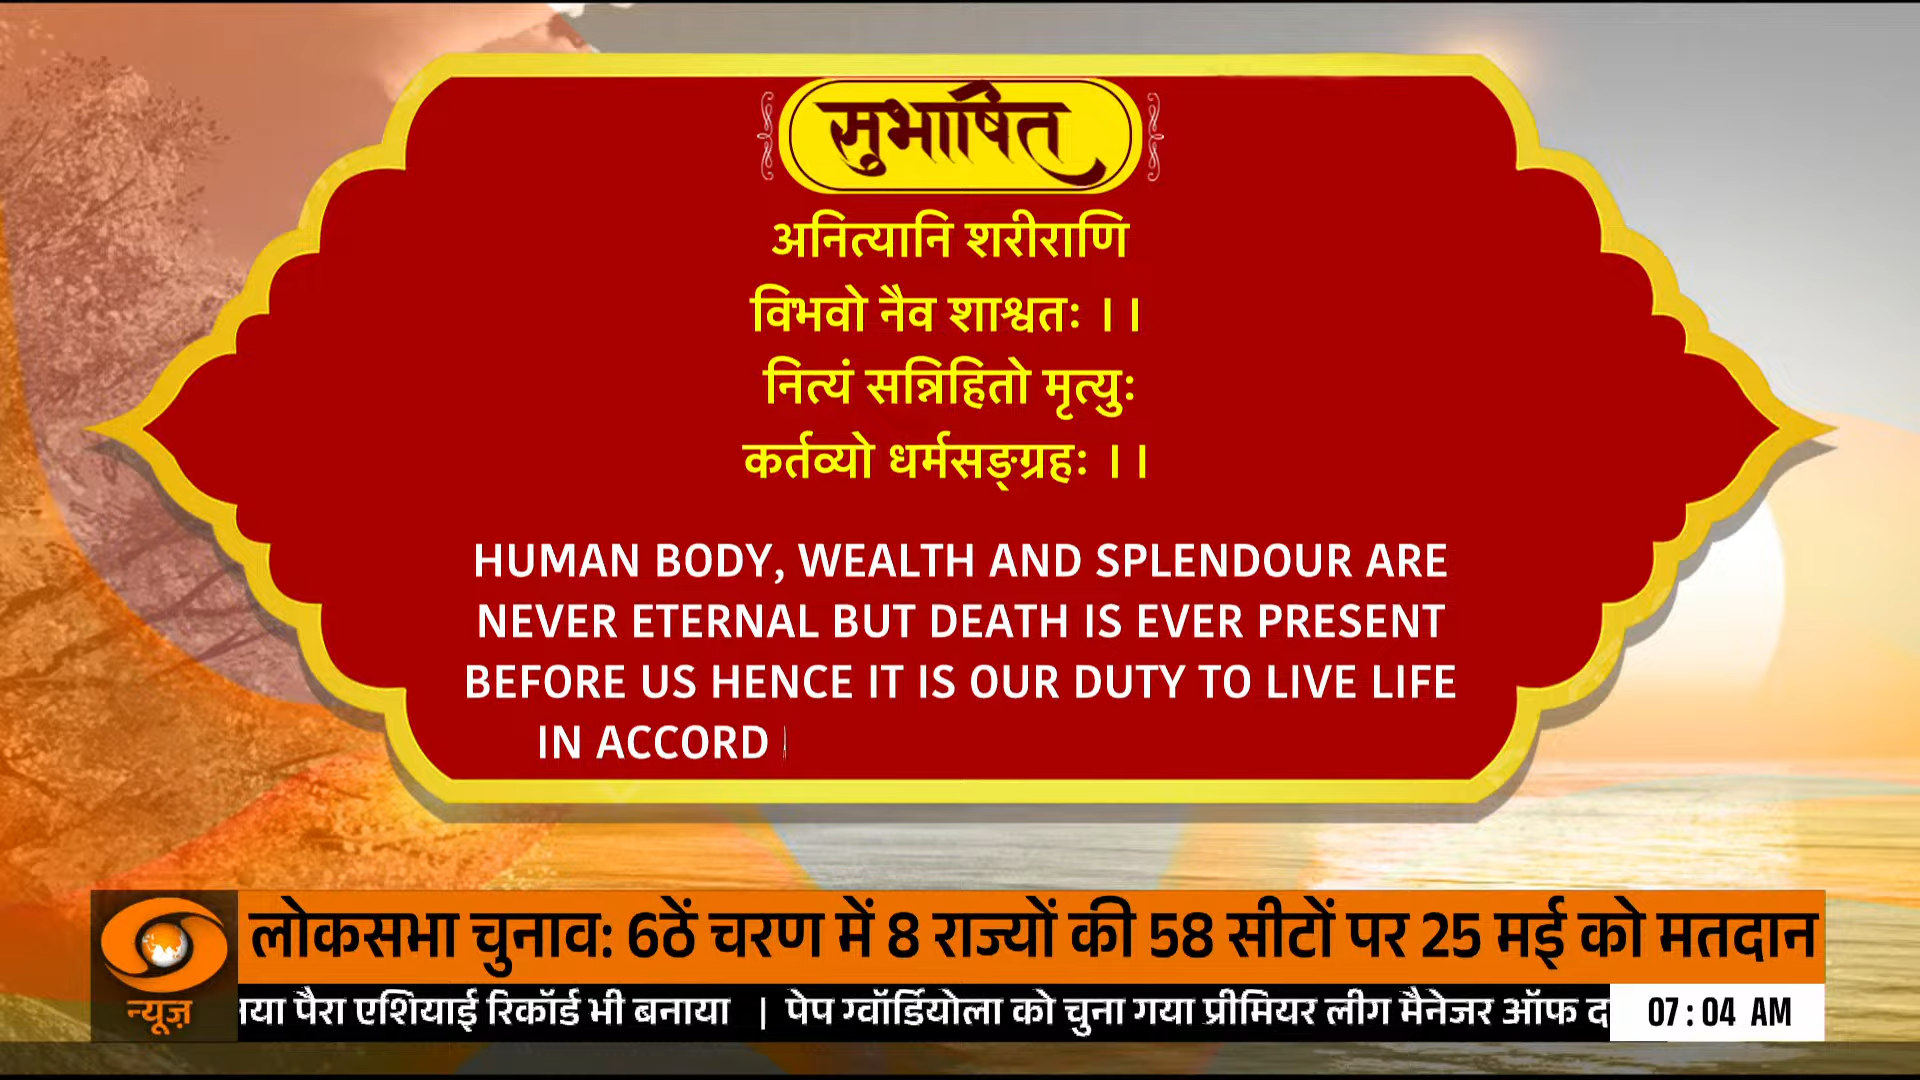 सुभाषित
अनित्यानि शरीराणि
विभवो नैव शाश्वतः ।।
नित्यं सन्निहितो मृत्युः
कर्तव्यो धर्मसङ्ग्रहः ।।
HUMAN BODY, WEALTH AND SPLENDOUR ARE
NEVER ETERNAL BUT DEATH IS EVER PRESENT
BEFORE US HENCE IT IS OUR DUTY TO LIVE LIFE
IN ACCORD
लोकसभा चुनाव: 6ठें चरण में 8 राज्यों की 58 सीटों पर 25 मई को मतदान
न्यूज़
पैरा एशियाई रिकॉर्ड भी बनाया | पेप ग्वॉर्डियोला को चुना गया प्रीमियर लीग मैनेजर ऑफ
07:04 AM